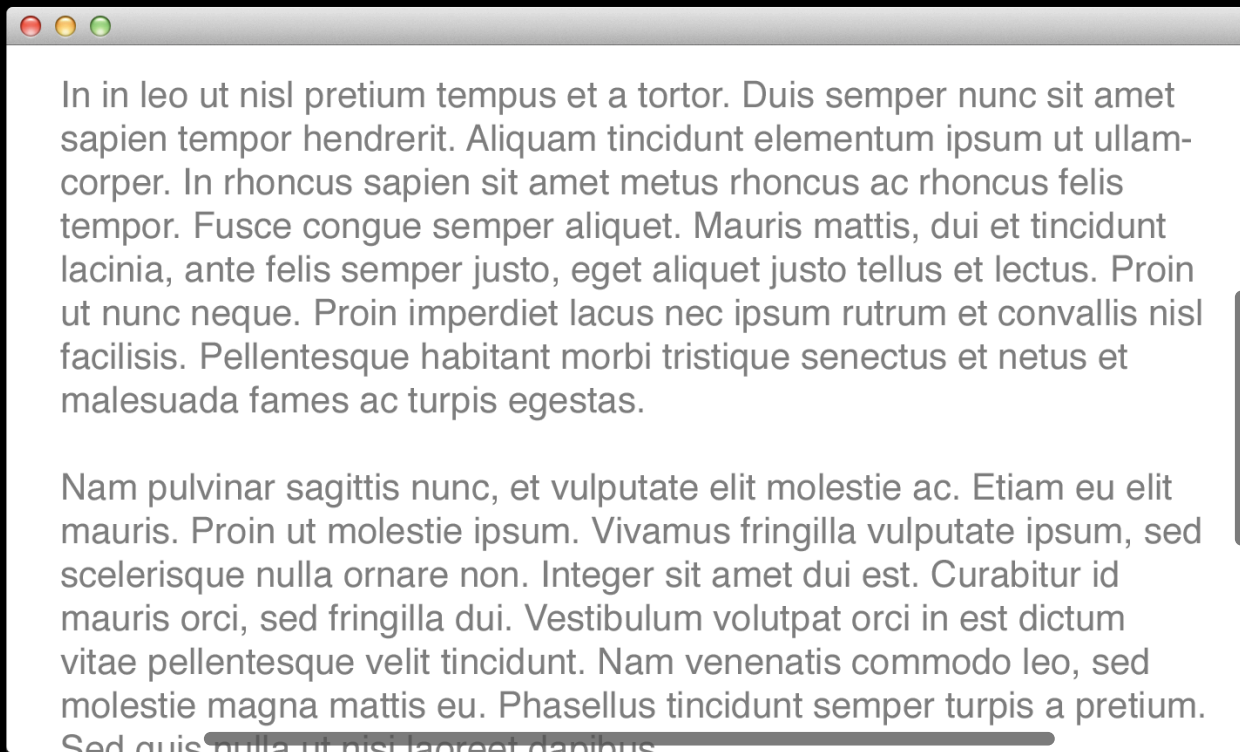 In in leo ut nisl pretium tempus et a tortor. Duis semper nunc sit amet
sapien tempor hendrerit. Aliquam tincidunt elementum ipsum ut ullam-
corper. In rhoncus sapien sit amet metus rhoncus ac rhoncus felis
tempor. Fusce congue semper aliquet. Mauris mattis, dui et tincidunt
lacinia, ante felis semper justo, eget aliquet justo tellus et lectus. Proin
ut nunc neque. Proin imperdiet lacus nec ipsum rutrum et convallis nisl
facilisis. Pellentesque habitant morbi tristique senectus et netus et
malesuada fames ac turpis egestas.
Nam pulvinar sagittis nunc, et vulputate elit molestie ac. Etiam eu elit
mauris. Proin ut molestie ipsum. Vivamus fringilla vulputate ipsum, sed
scelerisque nulla ornare non. Integer sit amet dui est. Curabitur id
mauris orci, sed fringilla dui. Vestibulum volutpat orci in est dictum
vitae pellentesque velit tincidunt. Nam venenatis commodo leo, sed
molestie magna mattis eu. Phasellus tincidunt semper turpis a pretium.
Sed quis nulla ut nisi laoreet dapibus.